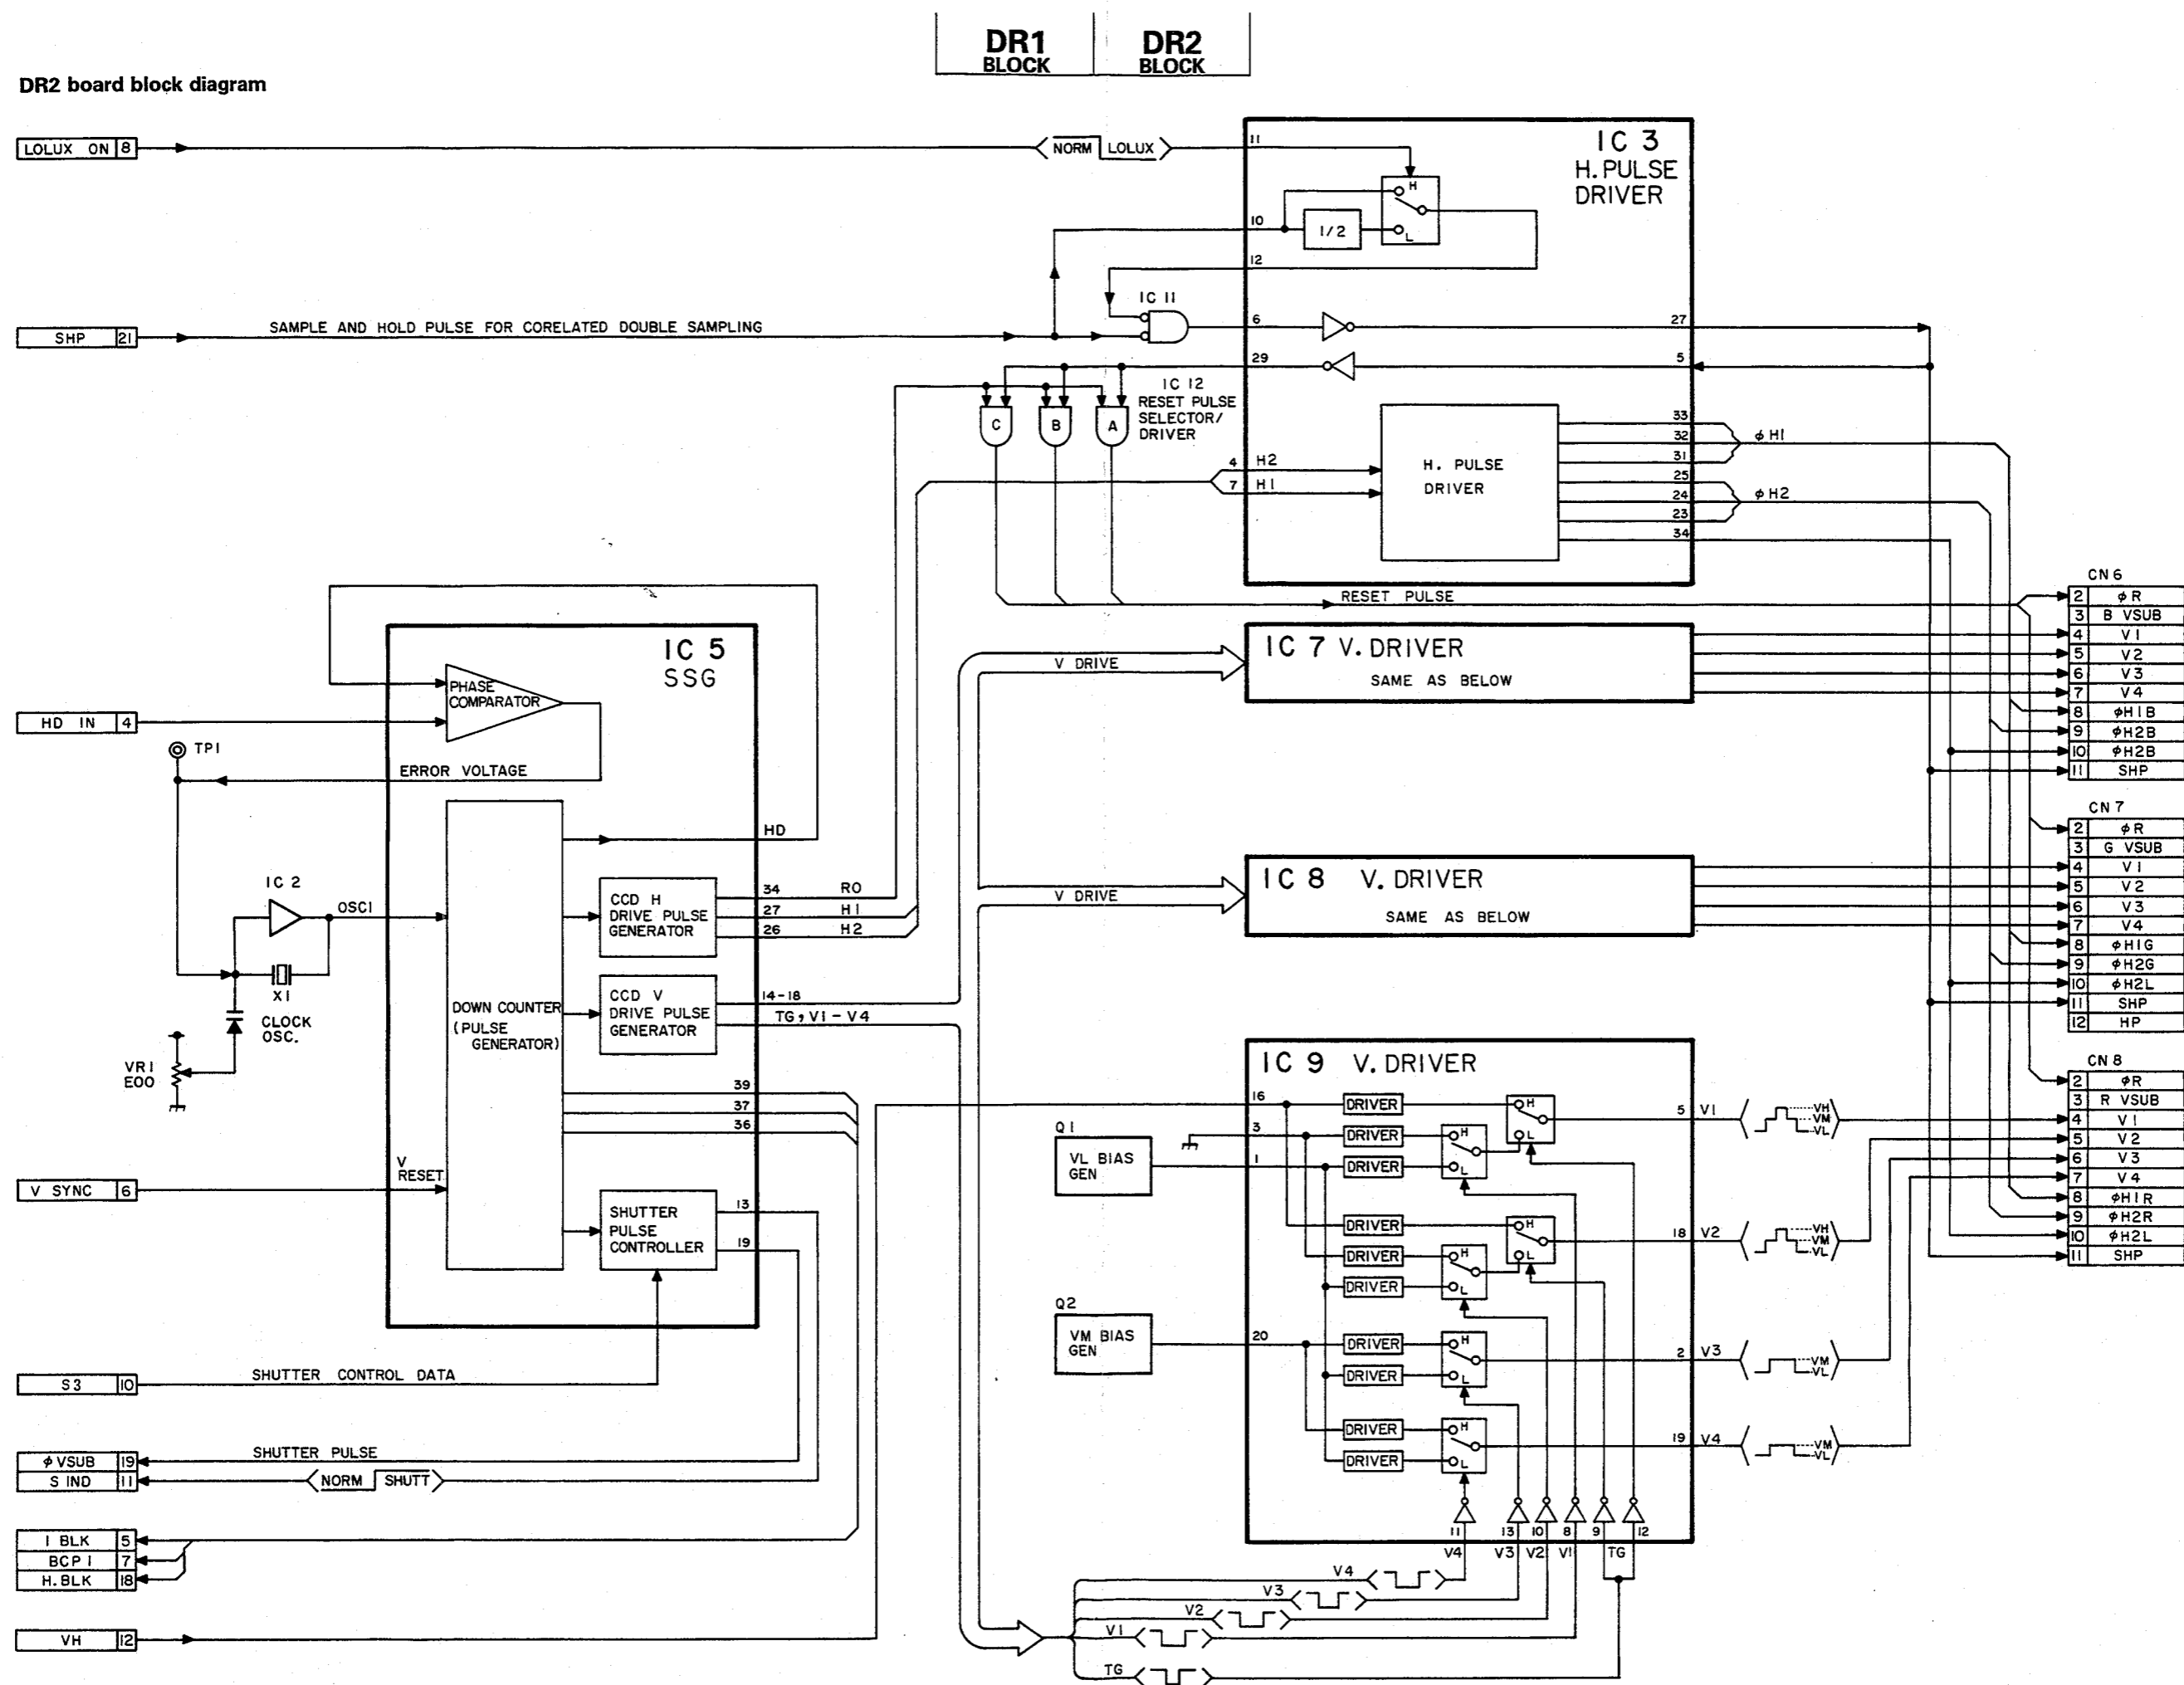 DR1 BLOCK
DR2 BLOCK
DR2 board block diagram
LOLUX ON 8
NORM LOLUX
11
IC 3
H. PULSE
DRIVER
H
10
1/2
L
12
IC 11
SHP 21
SAMPLE AND HOLD PULSE FOR CORELATED DOUBLE SAMPLING
6
27
29
5
IC 12
RESET PULSE
SELECTOR/
DRIVER
C
B
A
4 H2
7 H1
H. PULSE
DRIVER
33
32
31
25
24
23
34
φH1
φH2
RESET PULSE
IC 7 V. DRIVER
SAME AS BELOW
V DRIVE
CN6
2 φR
3 B VSUB
4 V1
5 V2
6 V3
7 V4
8 φH1B
9 φH2B
10 φH2B
11 SHP
IC 5
SSG
PHASE
COMPARATOR
HD IN 4
TP1
ERROR VOLTAGE
HD
IC 2
OSC1
X1
CLOCK
OSC.
VR1
E00
DOWN COUNTER
(PULSE
GENERATOR)
CCD H
DRIVE PULSE
GENERATOR
34 R0
27 H1
26 H2
CCD V
DRIVE PULSE
GENERATOR
14-18
TG, V1-V4
39
37
36
V
RESET
V SYNC 6
SHUTTER
PULSE
CONTROLLER
13
19
V DRIVE
IC 8 V. DRIVER
SAME AS BELOW
CN7
2 φR
3 G VSUB
4 V1
5 V2
6 V3
7 V4
8 φH1G
9 φH2G
10 φH2L
11 SHP
12 HP
IC 9 V. DRIVER
16
3
1
20
Q1
VL BIAS
GEN
Q2
VM BIAS
GEN
DRIVER
DRIVER
DRIVER
DRIVER
DRIVER
DRIVER
DRIVER
DRIVER
DRIVER
DRIVER
H
L
H
L
H
L
H
L
H
L
H
L
5 V1
VH
VM
VL
18 V2
VH
VM
VL
2 V3
VM
VL
19 V4
VM
VL
CN8
2 φR
3 R VSUB
4 V1
5 V2
6 V3
7 V4
8 φH1R
9 φH2R
10 φH2L
11 SHP
11
13
10
8
9
12
V4
V3
V2
V1
TG
V4
V3
V2
V1
TG
S3 10
SHUTTER CONTROL DATA
φVSUB 19
SHUTTER PULSE
S IND 11
NORM SHUTT
I BLK 5
BCP1 7
H.BLK 18
VH 12